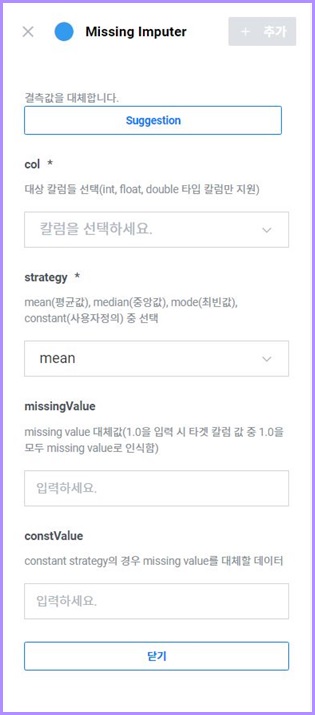 Missing Imputer
+ 추가
결측값을 대체합니다.
Suggestion
col *
대상 칼럼들 선택(int, float, double 타입 칼럼만 지원)
칼럼을 선택하세요.
strategy *
mean(평균값), median(중앙값), mode(최빈값),
constant(사용자정의) 중 선택
mean
missingValue
missing value 대체값(1.0을 입력 시 타겟 칼럼 값 중 1.0을
모두 missing value로 인식함)
입력하세요.
constValue
constant strategy의 경우 missing value를 대체할 데이터
입력하세요.
닫기